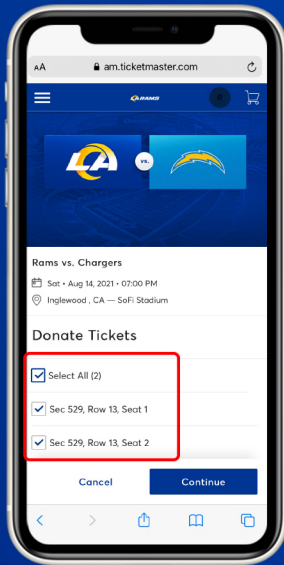 AA am.ticketmaster.com
RAMS
LA VS.
Rams vs. Chargers
Sat • Aug 14, 2021 • 07:00 PM
Inglewood , CA — SoFi Stadium
Donate Tickets
Select All (2)
Sec 529, Row 13, Seat 1
Sec 529, Row 13, Seat 2
Cancel Continue